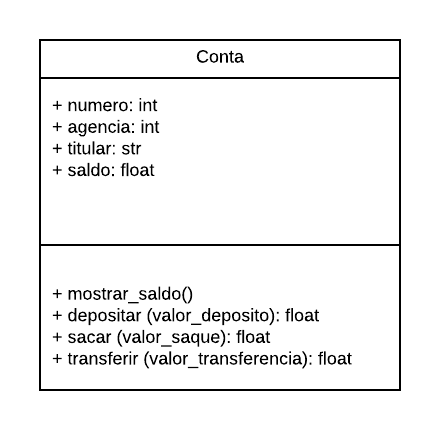 Conta
+ numero: int
+ agencia: int
+ titular: str
+ saldo: float
+ mostrar_saldo()
+ depositar (valor_deposito): float
+ sacar (valor_saque): float
+ transferir (valor_transferencia): float